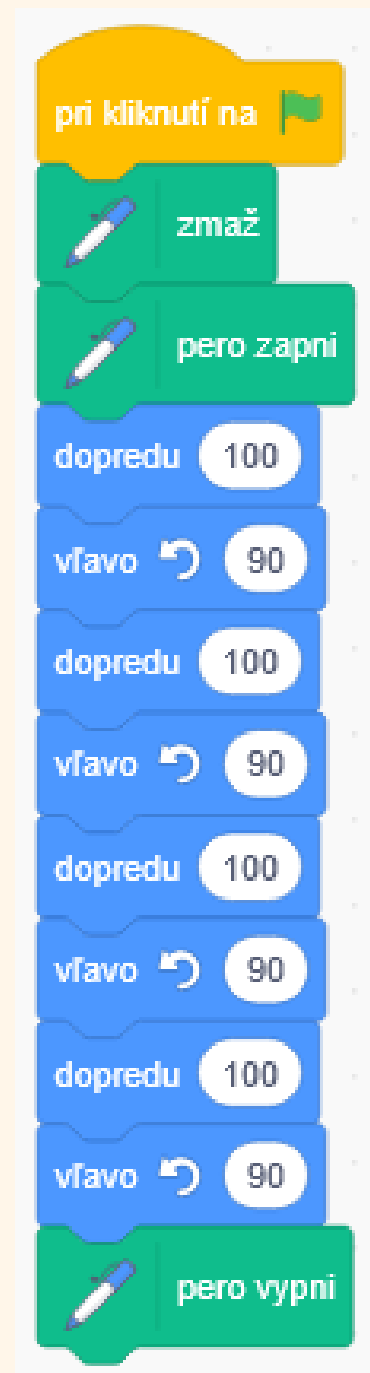 pri kliknutí na
zmaž
pero zapni
dopredu 100
vľavo 90
dopredu 100
vľavo 90
dopredu 100
vľavo 90
dopredu 100
vľavo 90
pero vypni